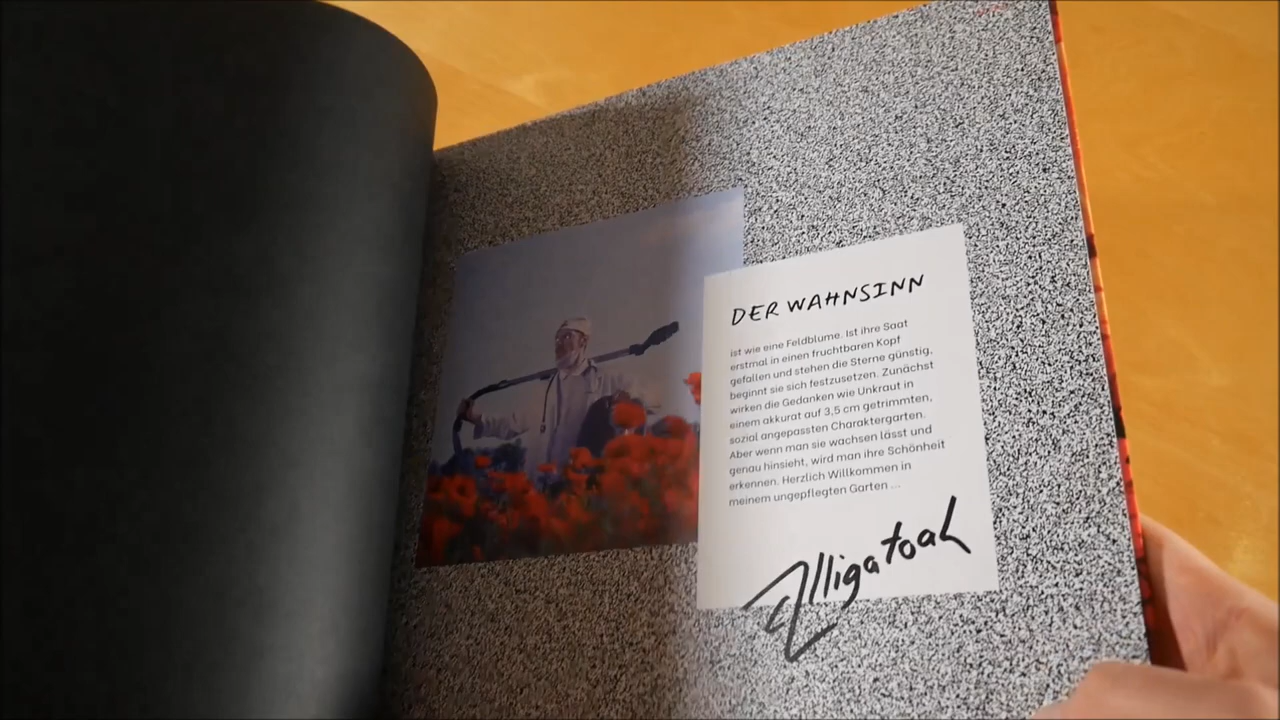 DER WAHNSINN
ist wie eine Feldblume. Ist ihre Saat
erstmal in einen fruchtbaren Kopf
gefallen und stehen die Sterne günstig,
beginnt sie sich festzusetzen. Zunächst
wirken die Gedanken wie Unkraut in
einem akkurat auf 3,5 cm getrimmten,
sozial angepassten Charaktergarten.
Aber wenn man sie wachsen lässt und
genau hinsieht, wird man ihre Schönheit
erkennen. Herzlich Willkommen in
meinem ungepflegten Garten ...
Alligatoah